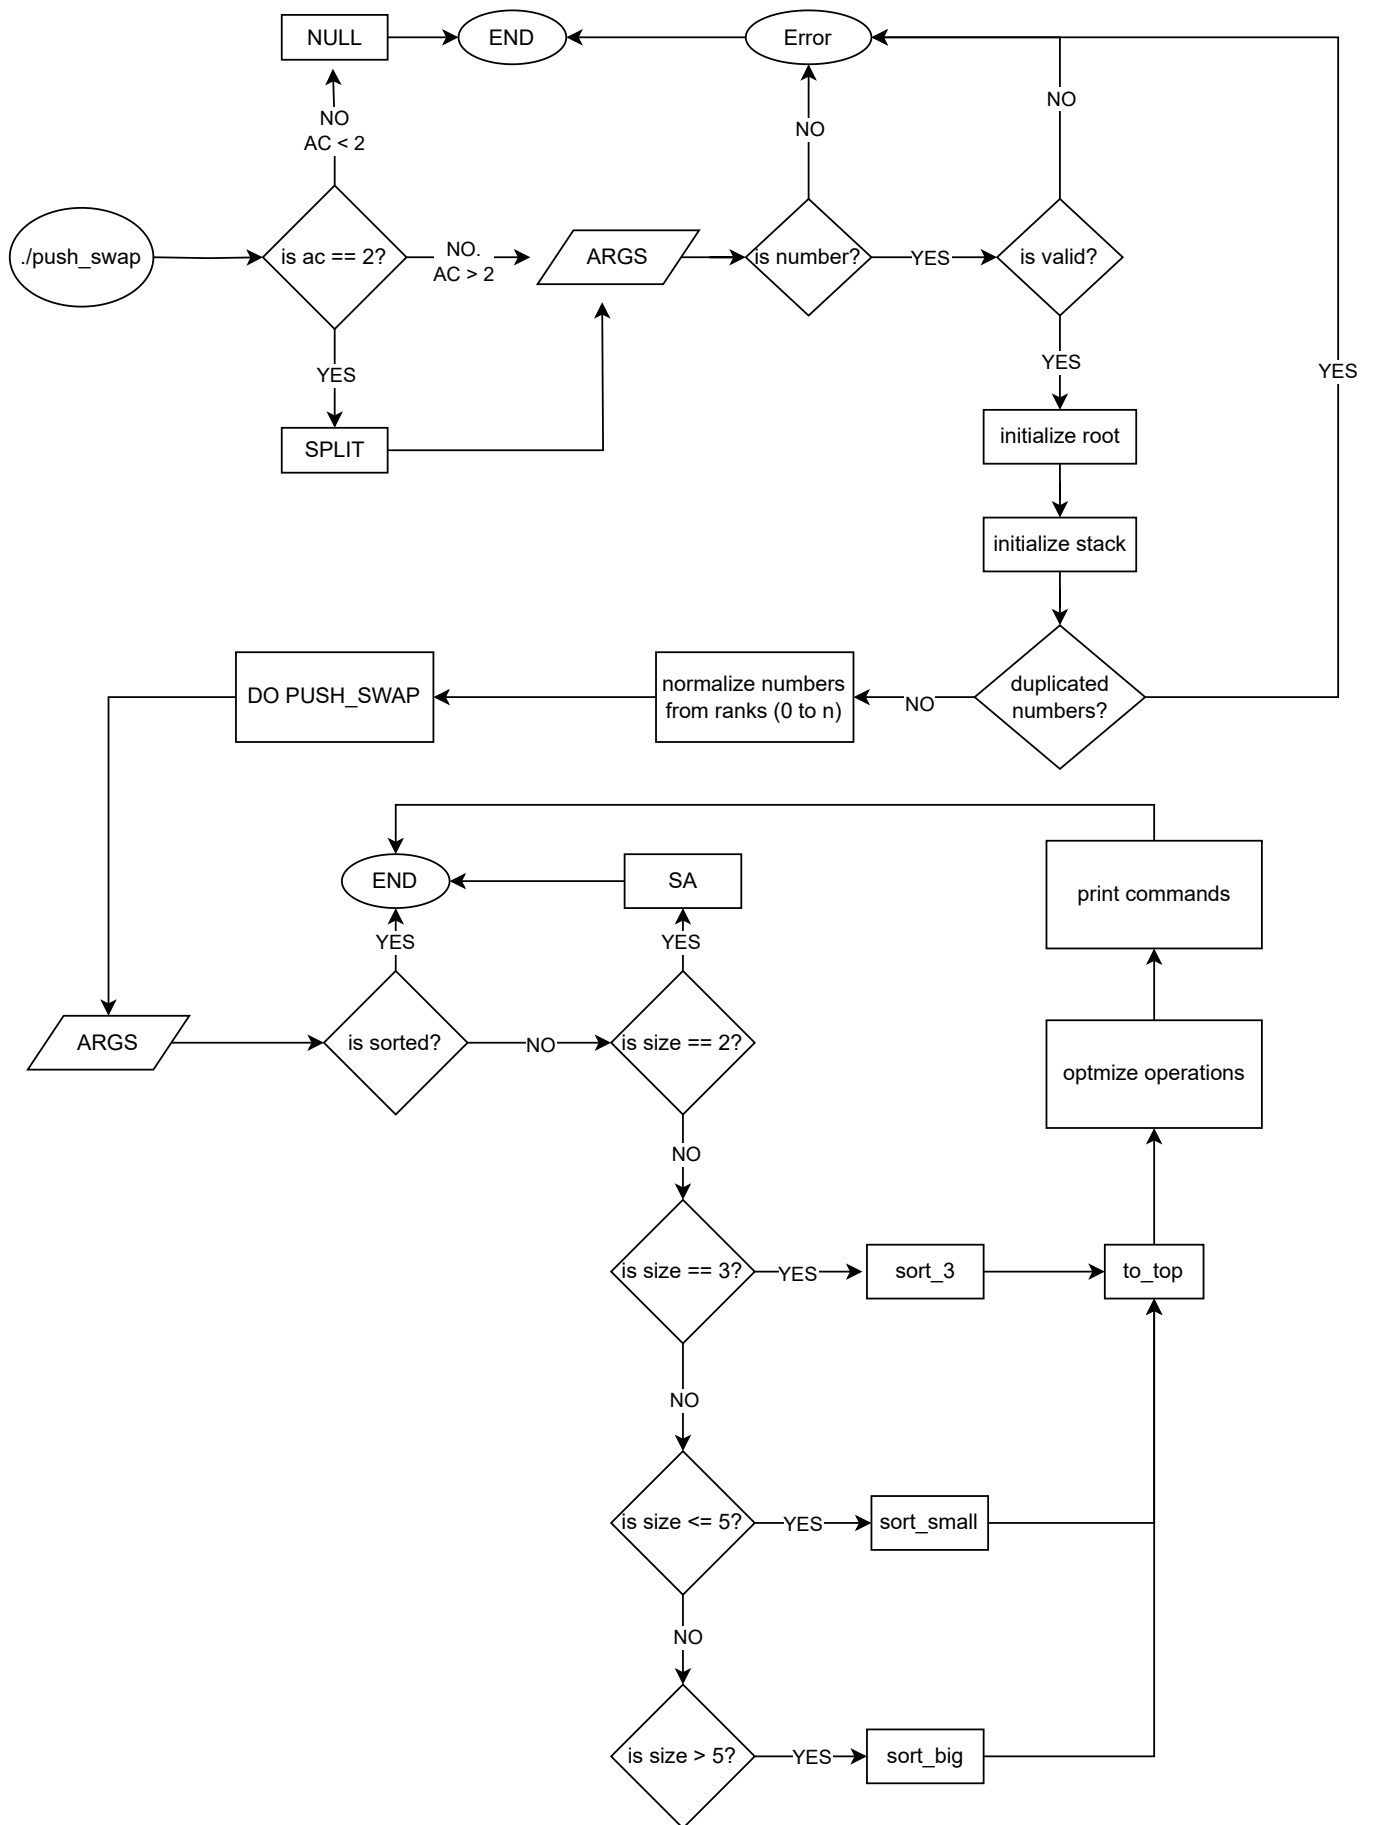 NULL
END
Error
NO
AC < 2
NO
NO
./push_swap
is ac == 2?
NO.
AC > 2
ARGS
is number?
YES
is valid?
YES
YES
YES
SPLIT
initialize root
initialize stack
duplicated
numbers?
NO
normalize numbers
from ranks (0 to n)
DO PUSH_SWAP
END
SA
print commands
YES
YES
ARGS
is sorted?
NO
is size == 2?
optmize operations
NO
is size == 3?
YES
sort_3
to_top
NO
is size <= 5?
YES
sort_small
NO
is size > 5?
YES
sort_big